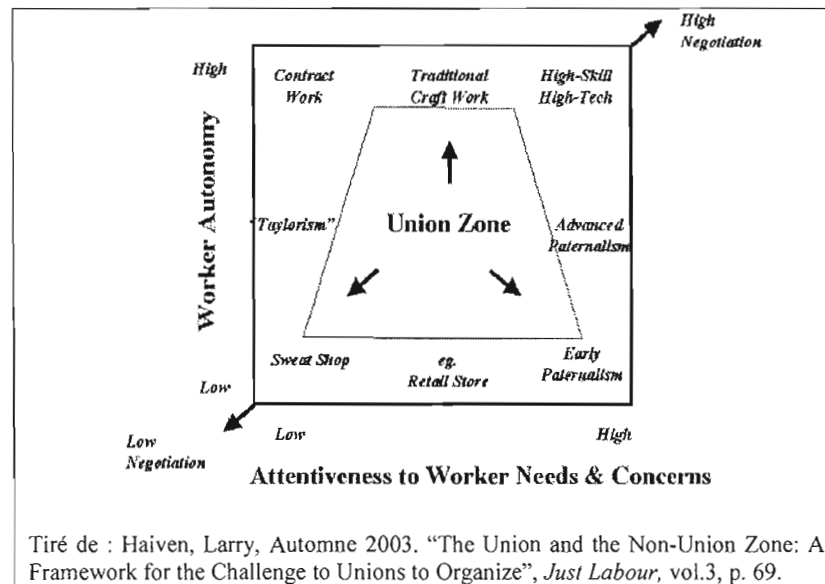 High
Negotiation
High
Contract
Work
Traditional
Craft Work
High-Skill
High-Tech
Worker Autonomy
"Taylorism"
Union Zone
Advanced
Paternalism
Sweat Shop
eg.
Retail Store
Early
Paternalism
Low
Low
Negotiation
Low
High
Attentiveness to Worker Needs & Concerns
Tiré de : Haiven, Larry, Automne 2003. “The Union and the Non-Union Zone: A
Framework for the Challenge to Unions to Organize”, Just Labour, vol.3, p. 69.